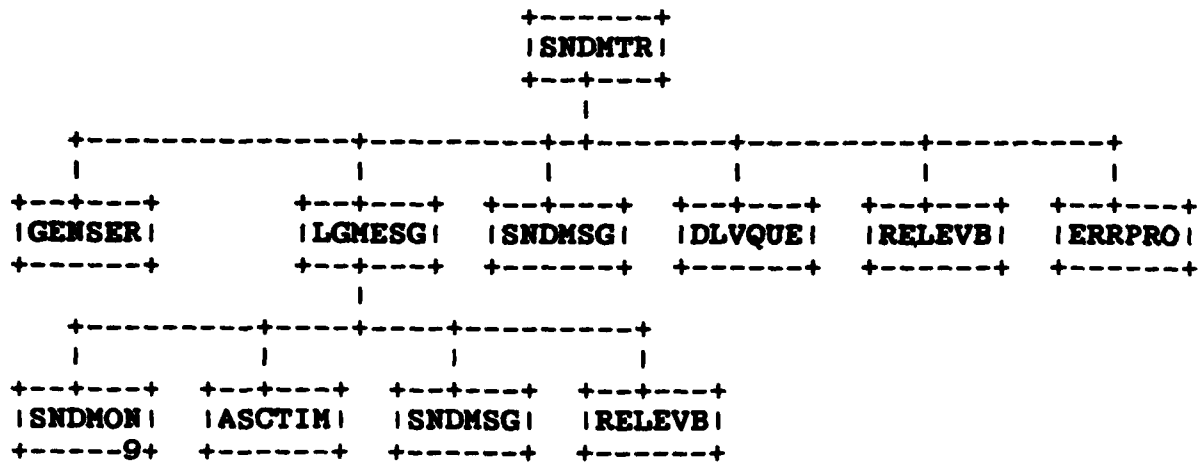 SNDMTR
GENSER LGMESG SNDMSG DLVQUE RELEVB ERRPRO
SNDMON ASCTIM SNDMSG RELEVB
9